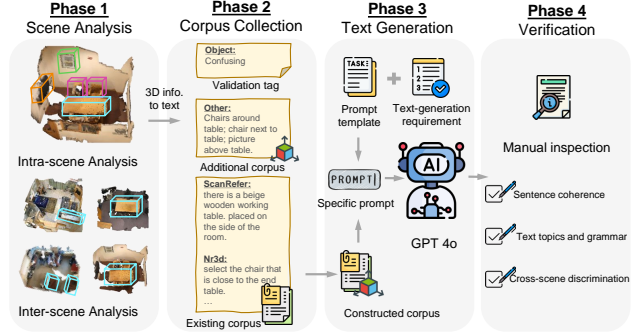 Phase 1
Scene Analysis
Intra-scene Analysis
Inter-scene Analysis
3D info.
to text
Phase 2
Corpus Collection
Object:
Confusing
Validation tag
Other:
Chairs around
table; chair next to
table; picture
above table.
Additional corpus
ScanRefer:
there is a beige
wooden working
table. placed on
the side of the
room.
Nr3d:
select the chair that
is close to the end
table.
...
Existing corpus
Phase 3
Text Generation
TASK
1
2
3
Prompt
template
Text-generation
requirement
PROMPT
Specific prompt
AI
GPT 4o
Constructed corpus
Phase 4
Verification
Manual inspection
Sentence coherence
Text topics and grammar
Cross-scene discrimination